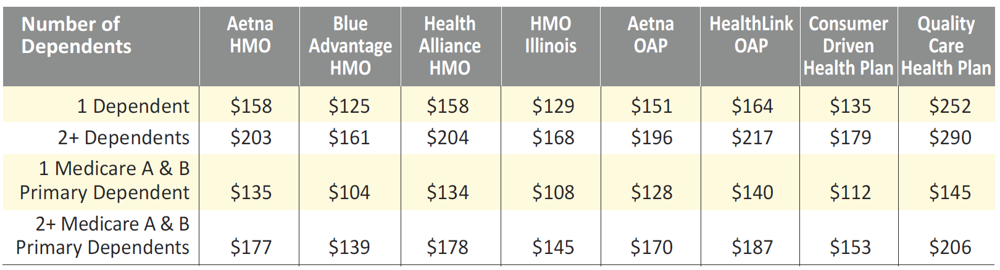 Number of Aetna Blue Health HMO Aetna HealthLink Consumer Quality
Dependents HMO Advantage Alliance Illinois OAP OAP Driven Care
HMO HMO Health Plan Health Plan
1 Dependent $158 $125 $158 $129 $151 $164 $135 $252
2+ Dependents $203 $161 $204 $168 $196 $217 $179 $290
1 Medicare A & B
Primary Dependent $135 $104 $134 $108 $128 $140 $112 $145
2+ Medicare A & B
Primary Dependents $177 $139 $178 $145 $170 $187 $153 $206